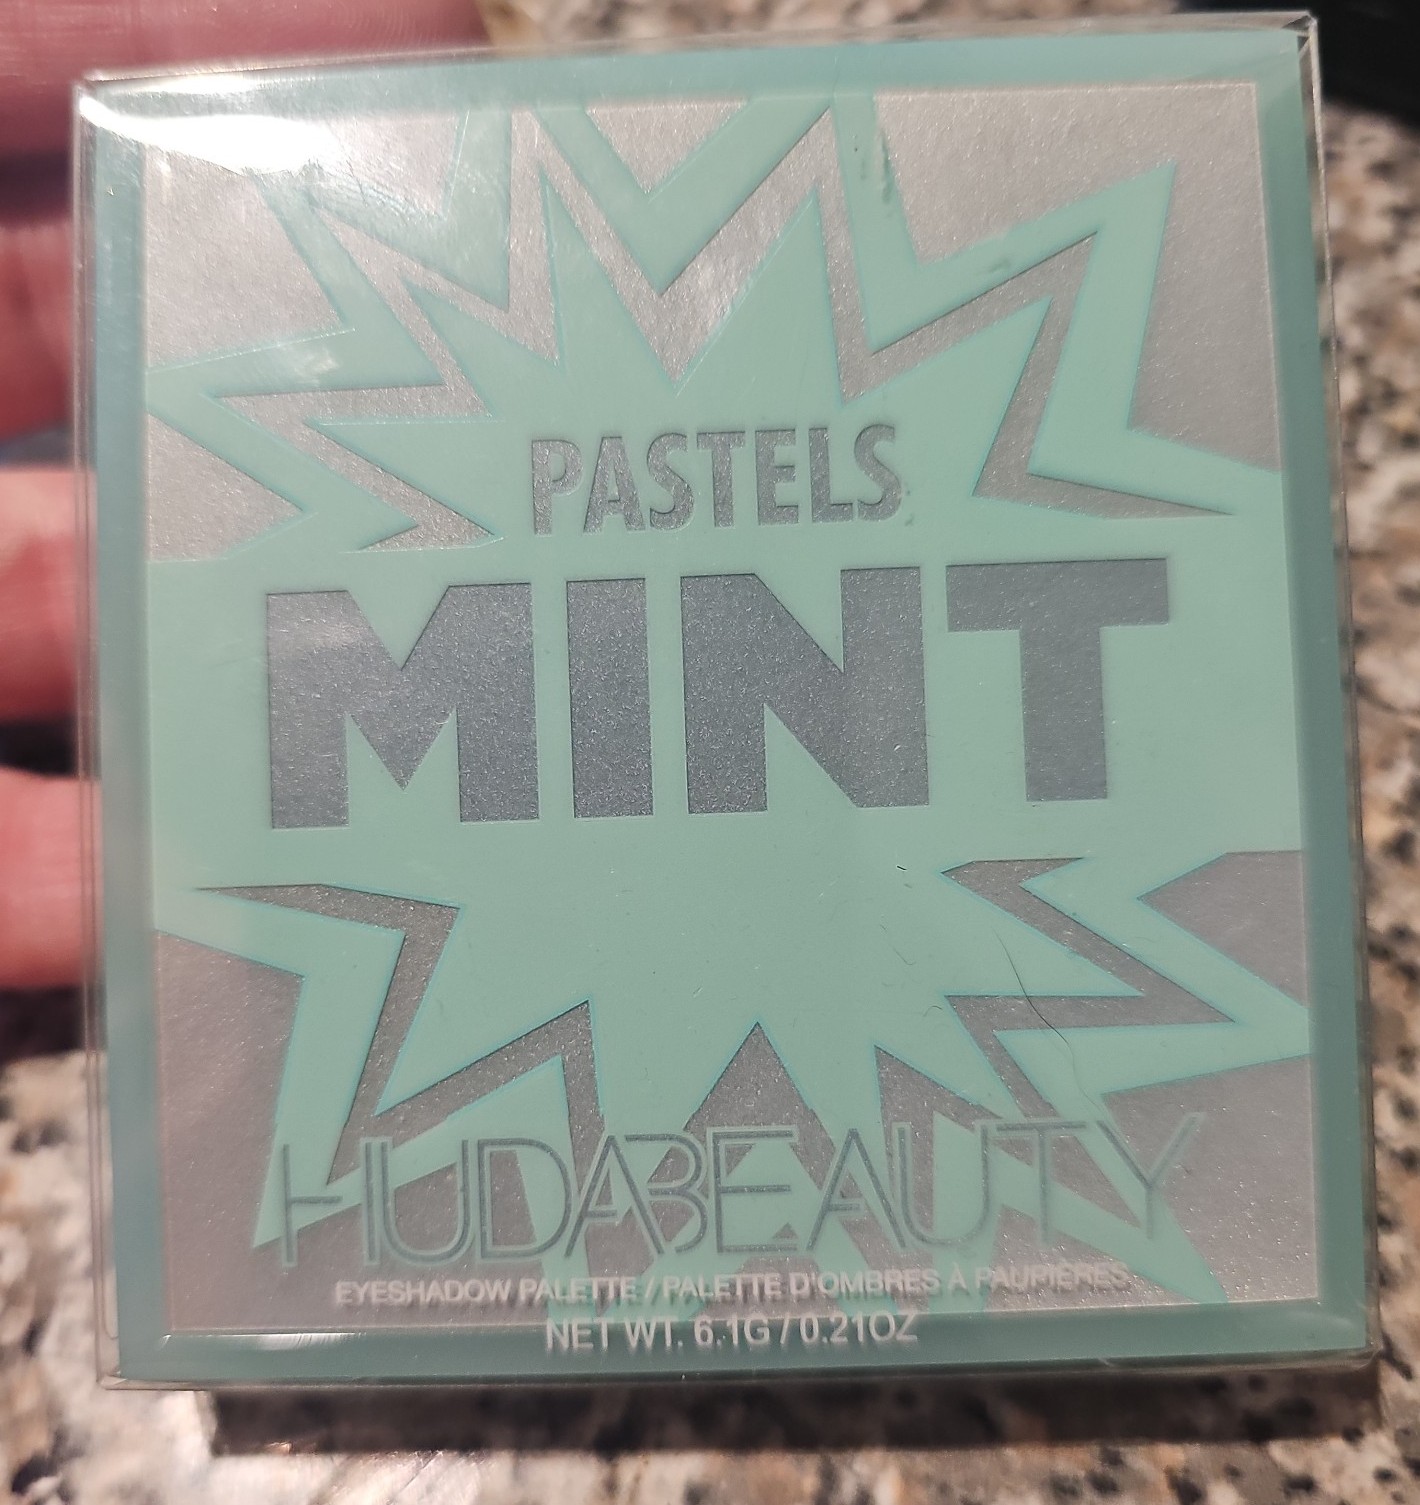 PASTELS
MINT
HUDABEAUTY
EYESHADOW PALETTE / PALETTE D'OMBRES À PAUPIÈRES
NET WT. 6.1G / 0.21OZ